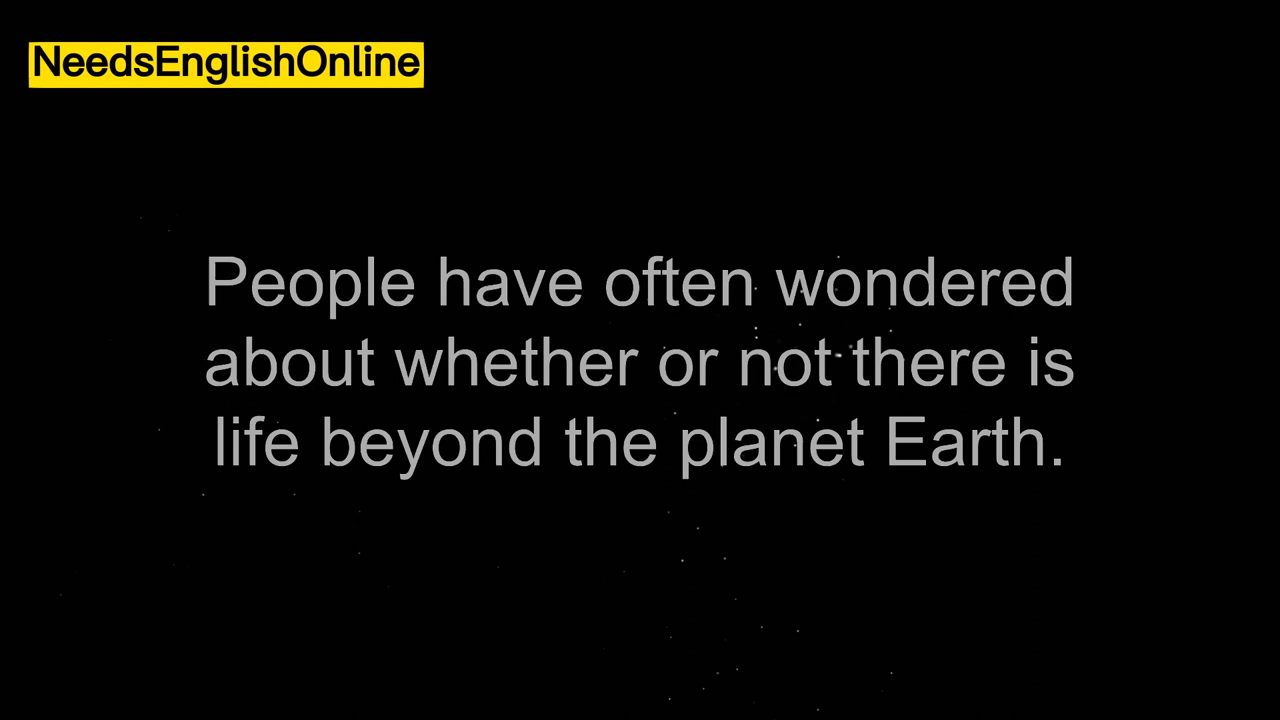 NeedsEnglishOnline
People have often wondered
about whether or not there is
life beyond the planet Earth.